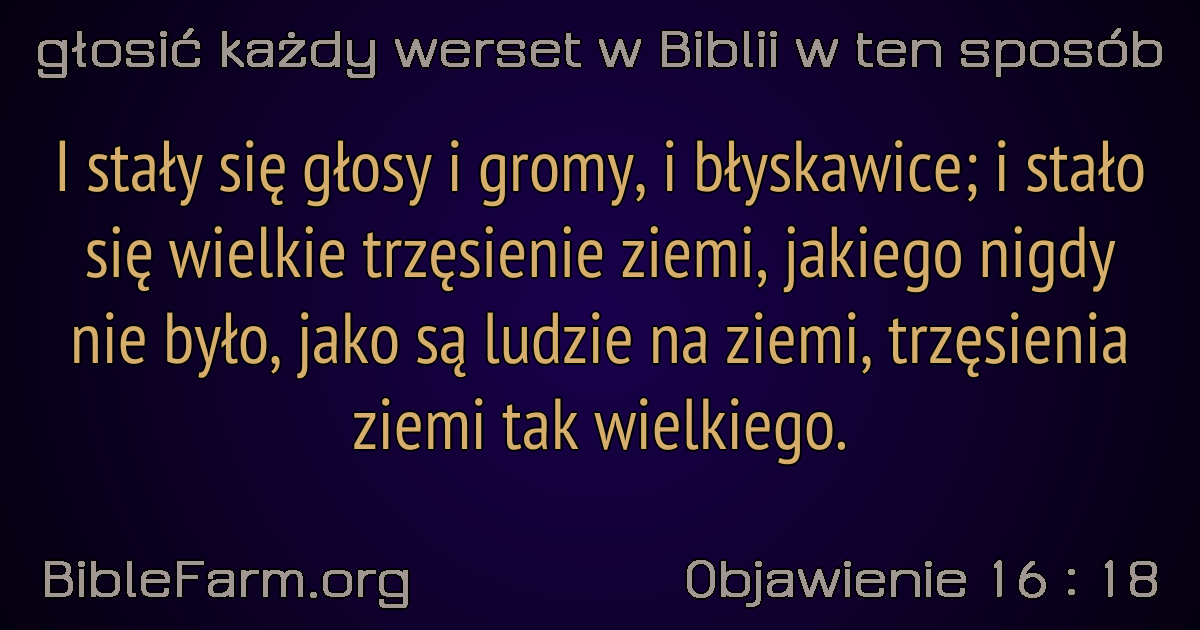 głosić każdy werset w Biblii w ten sposób
I stały się głosy i gromy, i błyskawice; i stało
się wielkie trzęsienie ziemi, jakiego nigdy
nie było, jako są ludzie na ziemi, trzęsienia
ziemi tak wielkiego.
BibleFarm.org
Objawienie 16 : 18